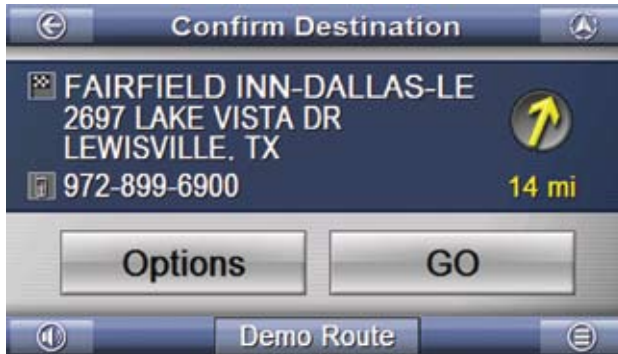 Confirm Destination
FAIRFIELD INN-DALLAS-LE
2697 LAKE VISTA DR
LEWISVILLE, TX
972-899-6900
14 mi
Options
GO
Demo Route